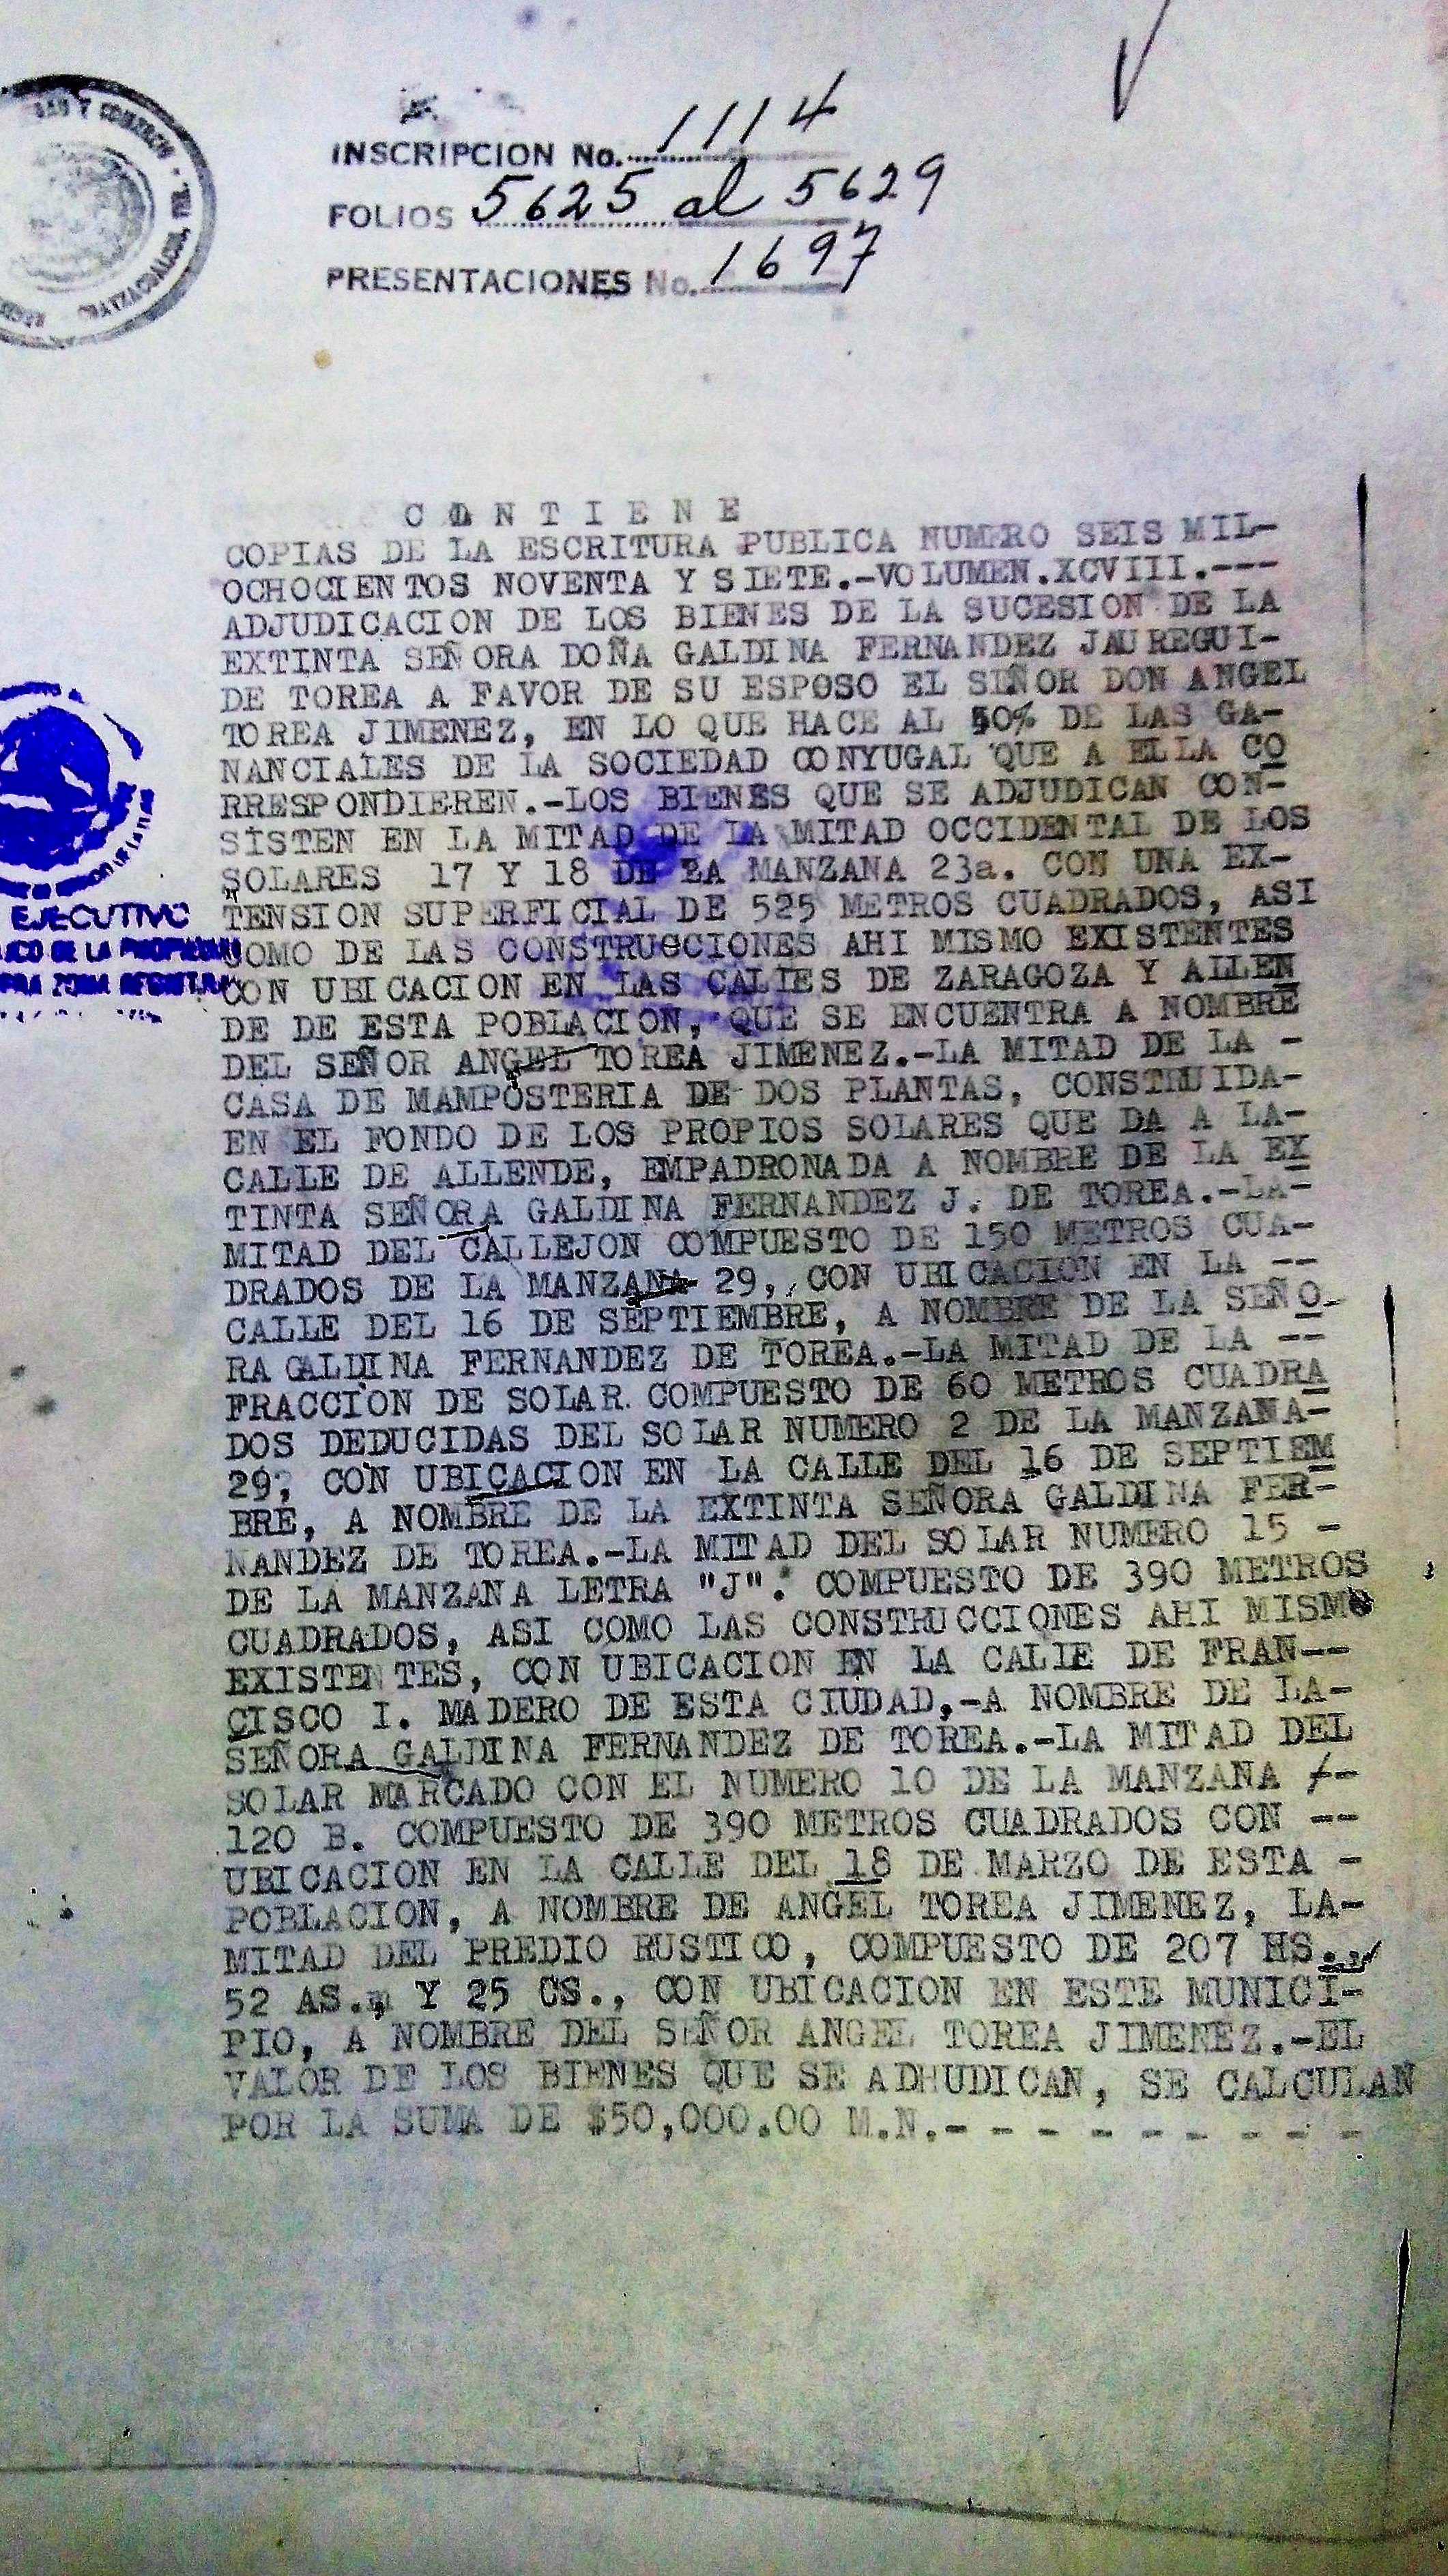 INSCRIPCION No. 1114
FOLIOS 5625 al 5629
PRESENTACIONES No. 1697
Y COMERCIO
CONTIENE
COPIAS DE LA ESCRITURA PUBLICA NUMERO SEIS MIL-
OCHOCIENTOS NOVENTA Y SIETE.-VOLUMEN.XCVIII.---
ADJUDICACION DE LOS BIENES DE LA SUCESION DE LA
EXTINTA SEÑORA DOÑA GALDINA FERNANDEZ JAUREGUI-
DE TOREA A FAVOR DE SU ESPOSO EL SEÑOR DON ANGEL
TOREA JIMENEZ, EN LO QUE HACE AL 50% DE LAS GA-
NANCIALES DE LA SOCIEDAD CONYUGAL QUE A ELLA CO
RRESPONDIEREN.-LOS BIENES QUE SE ADJUDICAN CON-
SISTEN EN LA MITAD DE LA MITAD OCCIDENTAL DE LOS
SOLARES 17 Y 18 DE LA MANZANA 23a. CON UNA EX-
TENSION SUPERFICIAL DE 525 METROS CUADRADOS, ASI
COMO DE LAS CONSTRUCCIONES AHI MISMO EXISTENTES
CON UBICACION EN LAS CALLES DE ZARAGOZA Y ALLEN
DE DE ESTA POBLACION, QUE SE ENCUENTRA A NOMBRE
DEL SEÑOR ANGEL TOREA JIMENEZ.-LA MITAD DE LA -
CASA DE MAMPOSTERIA DE DOS PLANTAS, CONSTRUIDA-
EN EL FONDO DE LOS PROPIOS SOLARES QUE DA A LA-
CALLE DE ALLENDE, EMPADRONADA A NOMBRE DE LA EX
TINTA SEÑORA GALDINA FERNANDEZ J. DE TOREA.-LA-
MITAD DEL CALLEJON COMPUESTO DE 150 METROS CUA-
DRADOS DE LA MANZANA 29, CON UBICACION EN LA --
CALLE DEL 16 DE SEPTIEMBRE, A NOMBRE DE LA SEÑO-
RA GALDINA FERNANDEZ DE TOREA.-LA MITAD DE LA --
FRACCION DE SOLAR. COMPUESTO DE 60 METROS CUADRA
DOS DEDUCIDAS DEL SOLAR NUMERO 2 DE LA MANZANA-
29, CON UBICACION EN LA CALLE DEL 16 DE SEPTIEM
BRE, A NOMBRE DE LA EXTINTA SEÑORA GALDINA FER-
NANDEZ DE TOREA.-LA MITAD DEL SOLAR NUMERO 15 -
DE LA MANZANA LETRA "J". COMPUESTO DE 390 METROS
CUADRADOS, ASI COMO LAS CONSTRUCCIONES AHI MISMO
EXISTENTES, CON UBICACION EN LA CALLE DE FRAN--
CISCO I. MADERO DE ESTA CIUDAD,-A NOMBRE DE LA-
SEÑORA GALDINA FERNANDEZ DE TOREA.-LA MITAD DEL
SOLAR MARCADO CON EL NUMERO 10 DE LA MANZANA --
120 B. COMPUESTO DE 390 METROS CUADRADOS CON --
UBICACION EN LA CALLE DEL 18 DE MARZO DE ESTA -
POBLACION, A NOMBRE DE ANGEL TOREA JIMENEZ, LA-
MITAD DEL PREDIO RUSTICO, COMPUESTO DE 207 HS.,
52 AS., Y 25 CS., CON UBICACION EN ESTE MUNICI-
PIO, A NOMBRE DEL SEÑOR ANGEL TOREA JIMENEZ.-EL
VALOR DE LOS BIENES QUE SE ADHUDICAN, SE CALCULAN
POR LA SUMA DE $50,000.00 M.N.- - - - - - - - - -
EJECUTIVO
DE LA